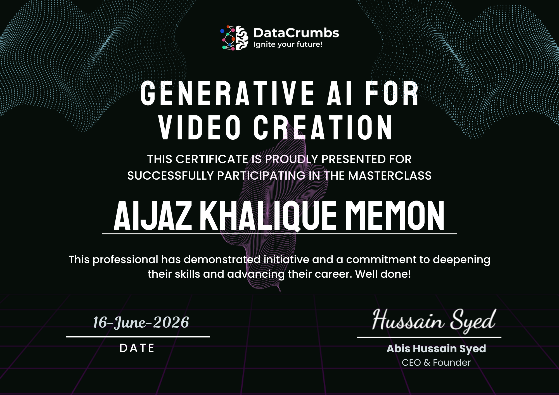 DataCrumbs
Ignite your future!
GENERATIVE AI FOR
VIDEO CREATION
THIS CERTIFICATE IS PROUDLY PRESENTED FOR
SUCCESSFULLY PARTICIPATING IN THE MASTERCLASS
AIJAZ KHALIQUE MEMON
This professional has demonstrated initiative and a commitment to deepening
their skills and advancing their career. Well done!
16-June-2026
DATE
Hussain Syed
Abis Hussain Syed
CEO & Founder